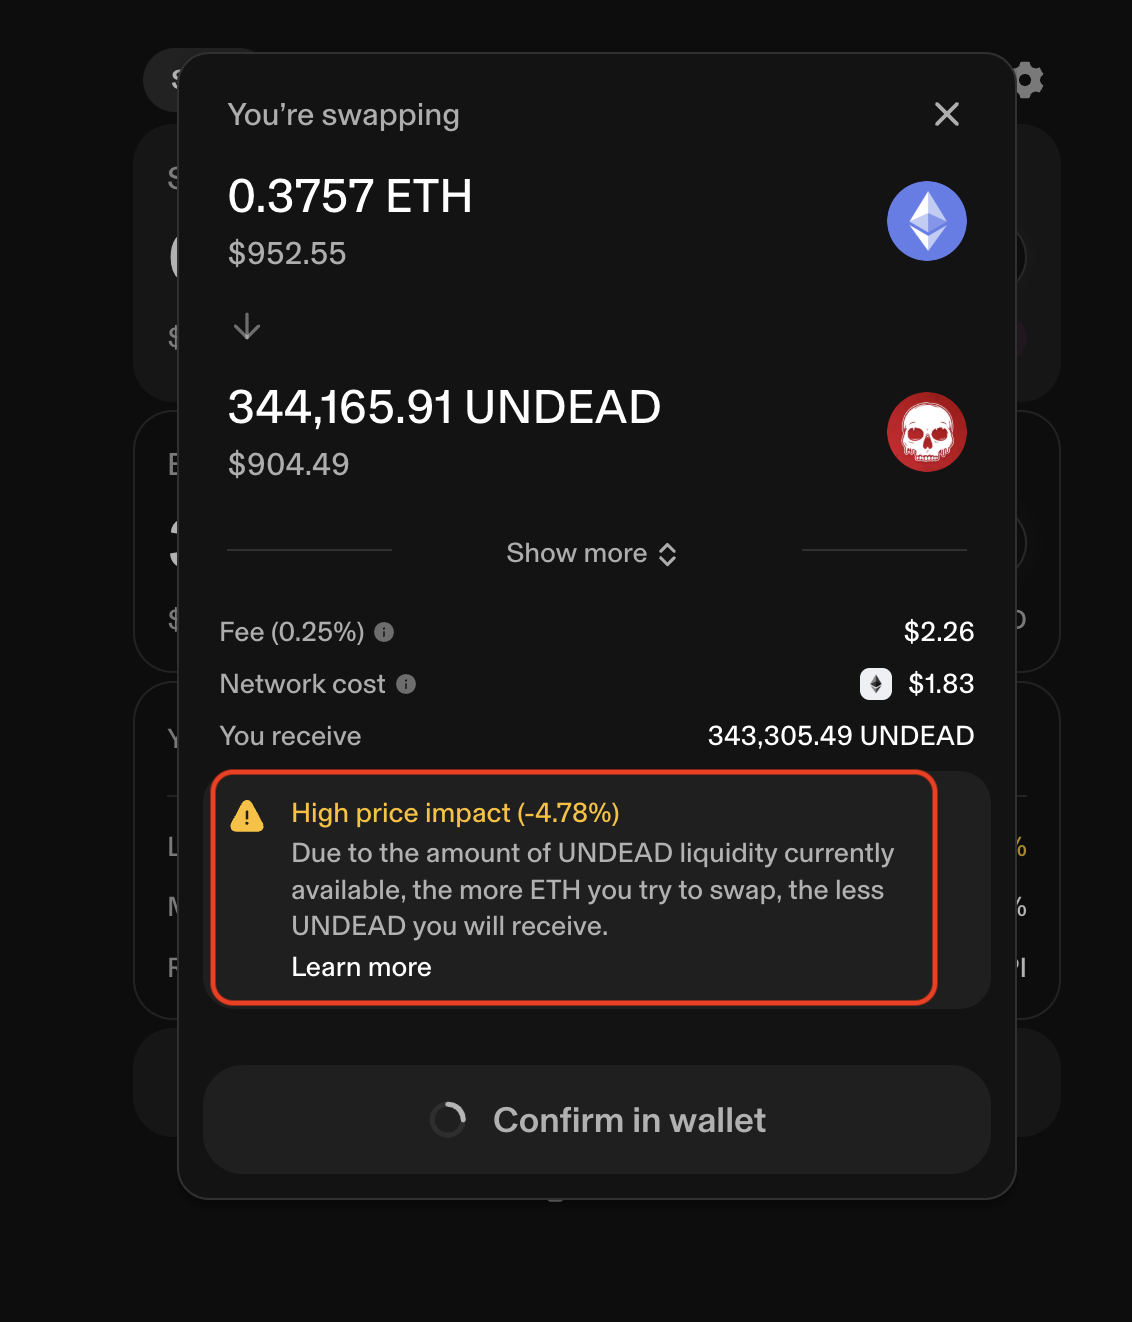 You’re swapping
0.3757 ETH
$952.55
344,165.91 UNDEAD
$904.49
Show more
Fee (0.25%)
$2.26
Network cost
$1.83
You receive
343,305.49 UNDEAD
High price impact (-4.78%)
Due to the amount of UNDEAD liquidity currently
available, the more ETH you try to swap, the less
UNDEAD you will receive.
Learn more
Confirm in wallet